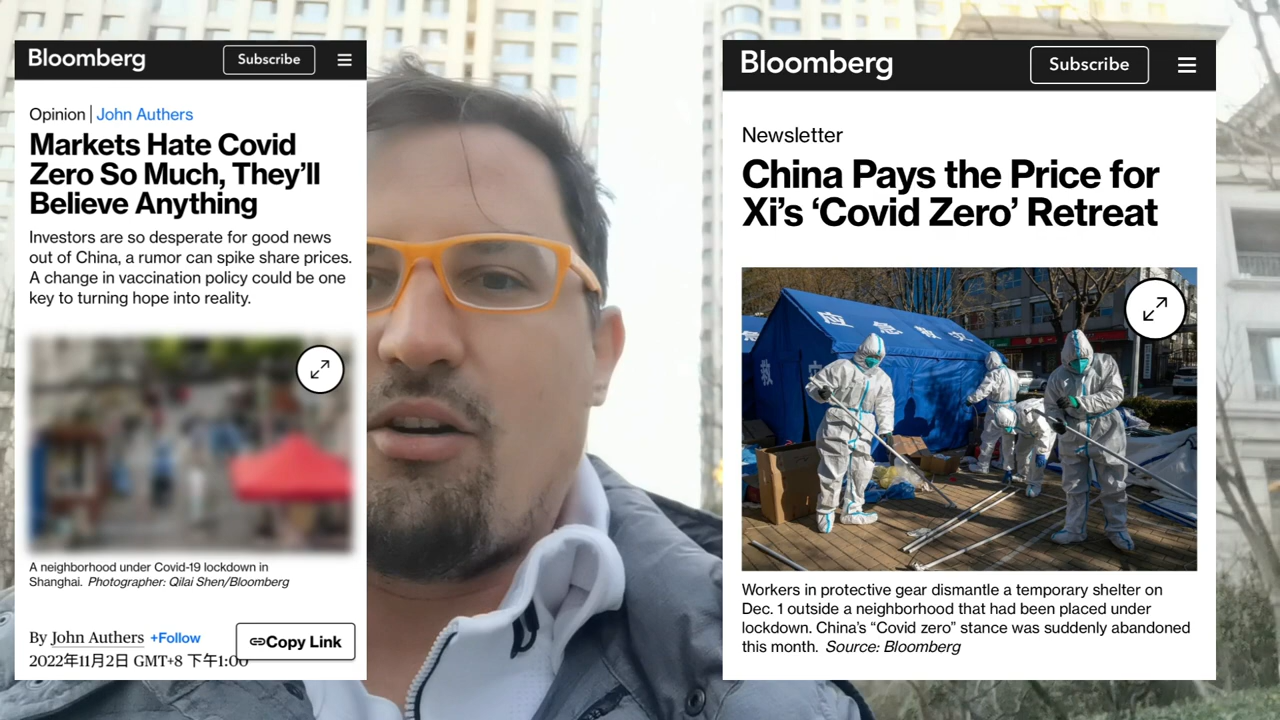 Bloomberg
Subscribe
Opinion | John Authers
Markets Hate Covid
Zero So Much, They'll
Believe Anything
Investors are so desperate for good news
out of China, a rumor can spike share prices.
A change in vaccination policy could be one
key to turning hope into reality.
A neighborhood under Covid-19 lockdown in
Shanghai. Photographer: Qilai Shen/Bloomberg
By John Authers +Follow
Copy Link
2022年11月2日 GMT+8 下午1:00
Bloomberg
Subscribe
Newsletter
China Pays the Price for
Xi's ‘Covid Zero’ Retreat
应急救灾
救灾
Workers in protective gear dismantle a temporary shelter on
Dec. 1 outside a neighborhood that had been placed under
lockdown. China's “Covid zero” stance was suddenly abandoned
this month. Source: Bloomberg